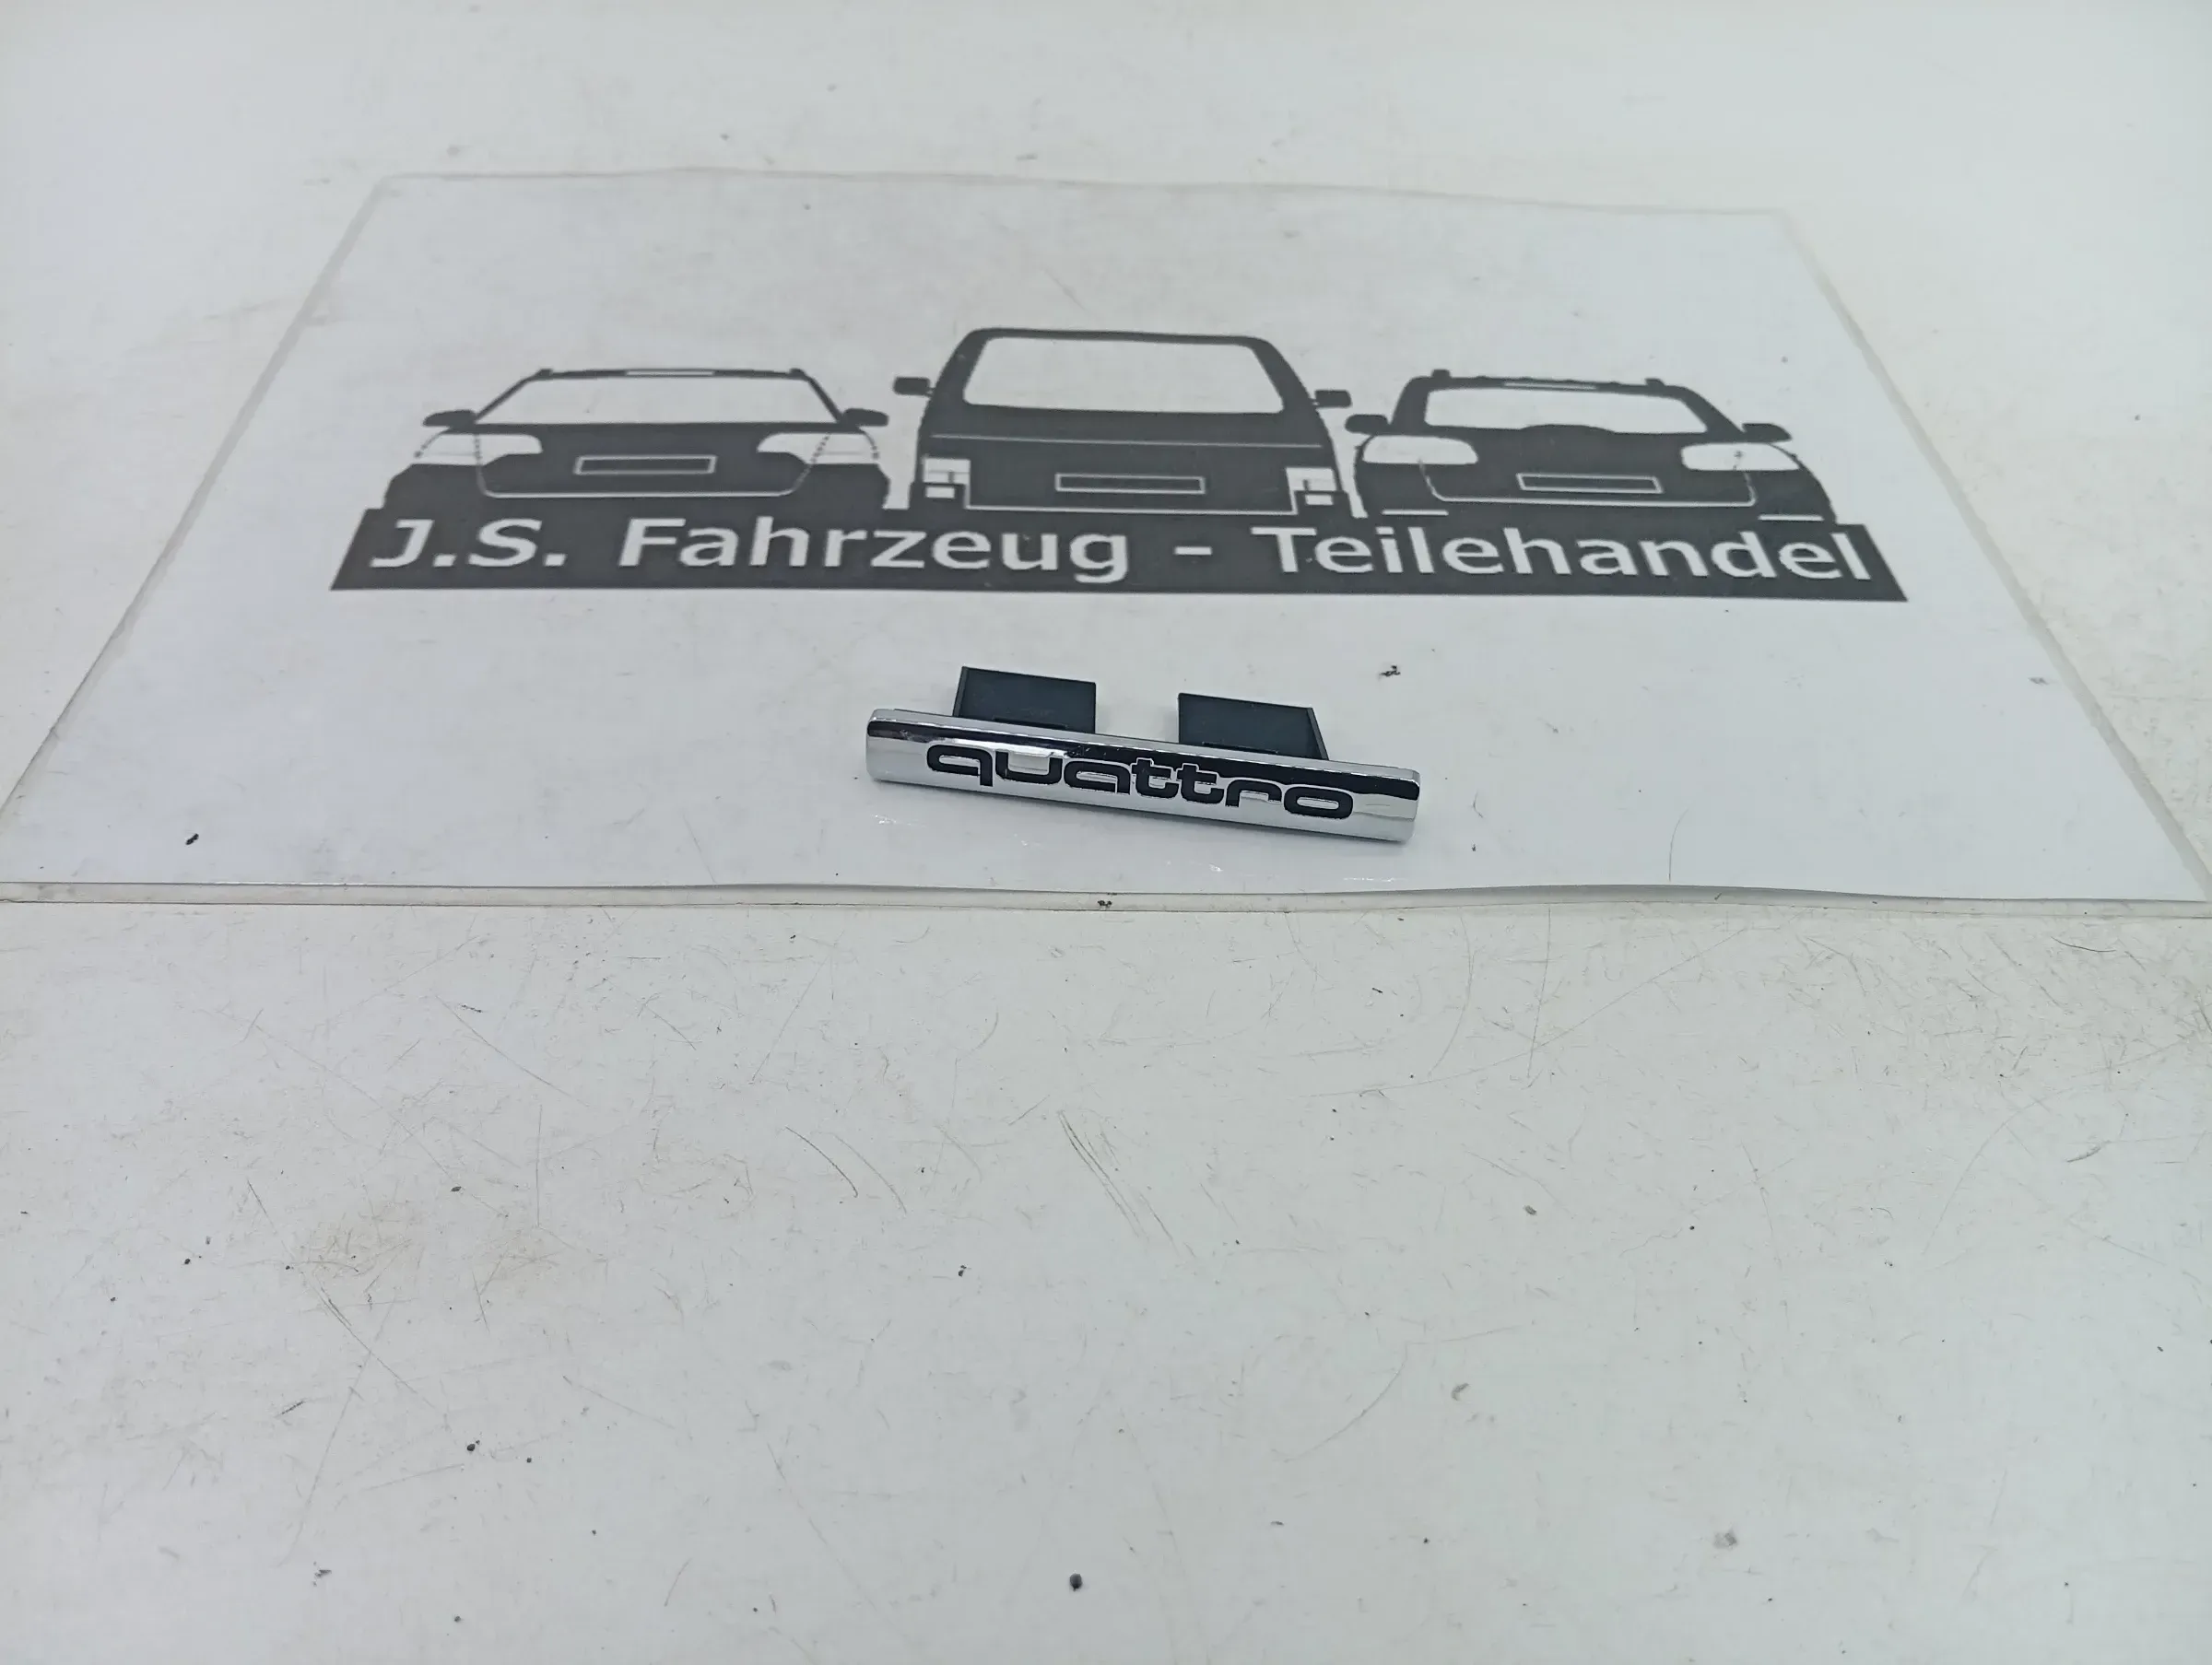 J.S. Fahrzeug - Teilehandel
quattro